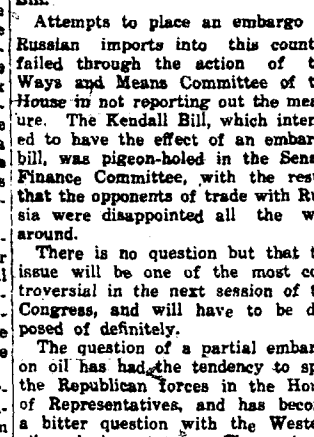 Bill.
Attempts to place an embargo
Russian imports into this count
failed through the action of t
Ways and Means Committee of t
House in not reporting out the mea
ure. The Kendall Bill, which inter
ed to have the effect of an embar
bill, was pigeon-holed in the Sena
Finance Committee, with the res
that the opponents of trade with Ru
sia were disappointed all the w
around.
There is no question but that t
issue will be one of the most co
troversial in the next session of t
Congress, and will have to be d
posed of definitely.
The question of a partial embar
on oil has had the tendency to sp
the Republican forces in the Hou
of Representatives, and has becom
a bitter question with the Weste